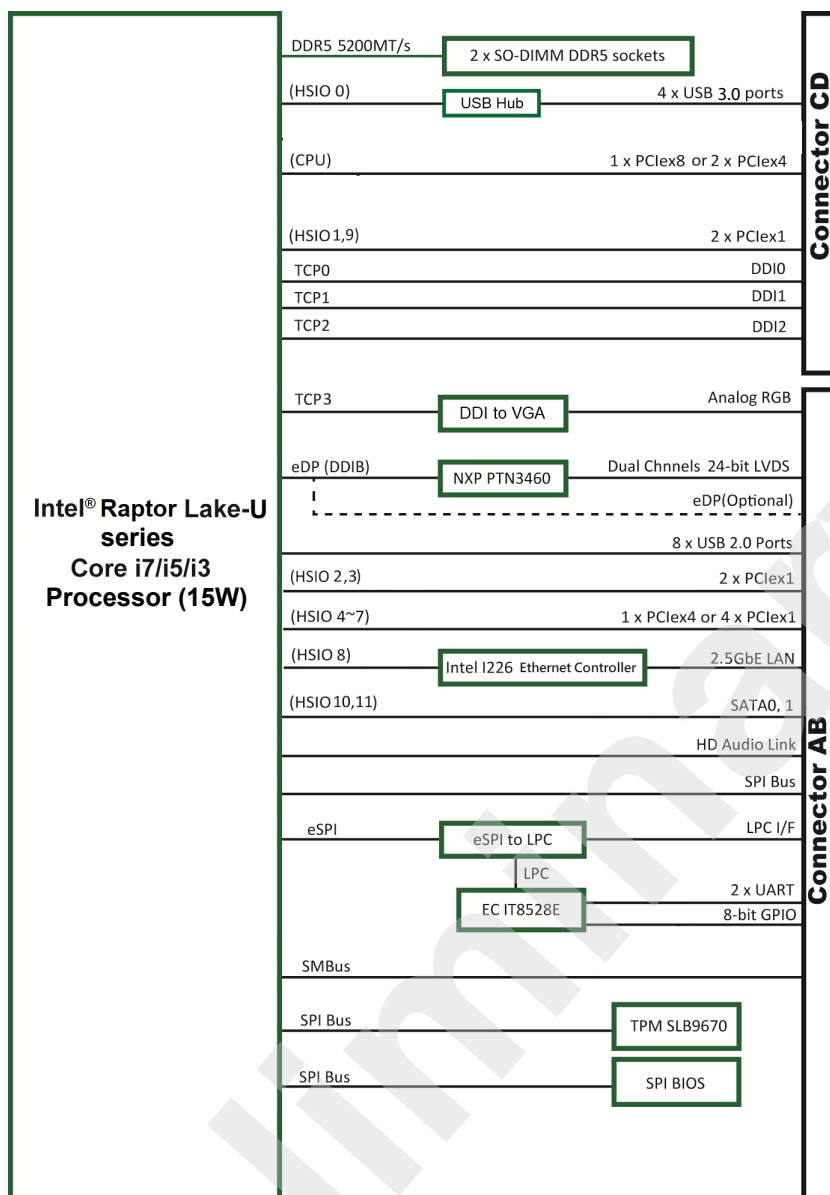 DDR5 5200MT/s
2 x SO-DIMM DDR5 sockets
(HSIO 0)
USB Hub
4 x USB 3.0 ports
(CPU)
1 x PCIex8 or 2 x PCIex4
(HSIO 1,9)
2 x PCIex1
TCP0
DDI0
TCP1
DDI1
TCP2
DDI2
Connector CD
TCP3
DDI to VGA
Analog RGB
eDP (DDIB)
NXP PTN3460
Dual Chnnels 24-bit LVDS
eDP(Optional)
Intel® Raptor Lake-U
series
Core i7/i5/i3
Processor (15W)
8 x USB 2.0 Ports
(HSIO 2,3)
2 x PCIex1
(HSIO 4~7)
1 x PCIex4 or 4 x PCIex1
(HSIO 8)
Intel I226 Ethernet Controller
2.5GbE LAN
(HSIO 10,11)
SATA0, 1
HD Audio Link
SPI Bus
eSPI
eSPI to LPC
LPC I/F
LPC
EC IT8528E
2 x UART
8-bit GPIO
Connector AB
SMBus
SPI Bus
TPM SLB9670
SPI Bus
SPI BIOS